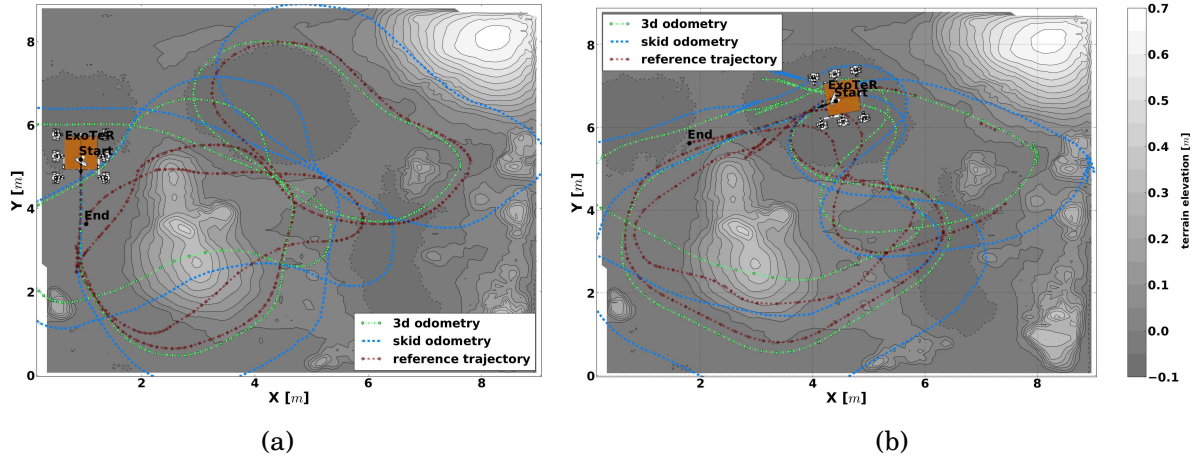 8
6
4
2
0
Y [m]
2
4
6
8
X [m]
ExoTeR
Start
End
3d odometry
skid odometry
reference trajectory
(a)
3d odometry
skid odometry
reference trajectory
8
6
4
2
0
Y [m]
2
4
6
8
X [m]
ExoTeR
Start
End
(b)
0.7
0.6
0.5
0.4
0.3
0.2
0.1
0.0
−0.1
terrain elevation [m]